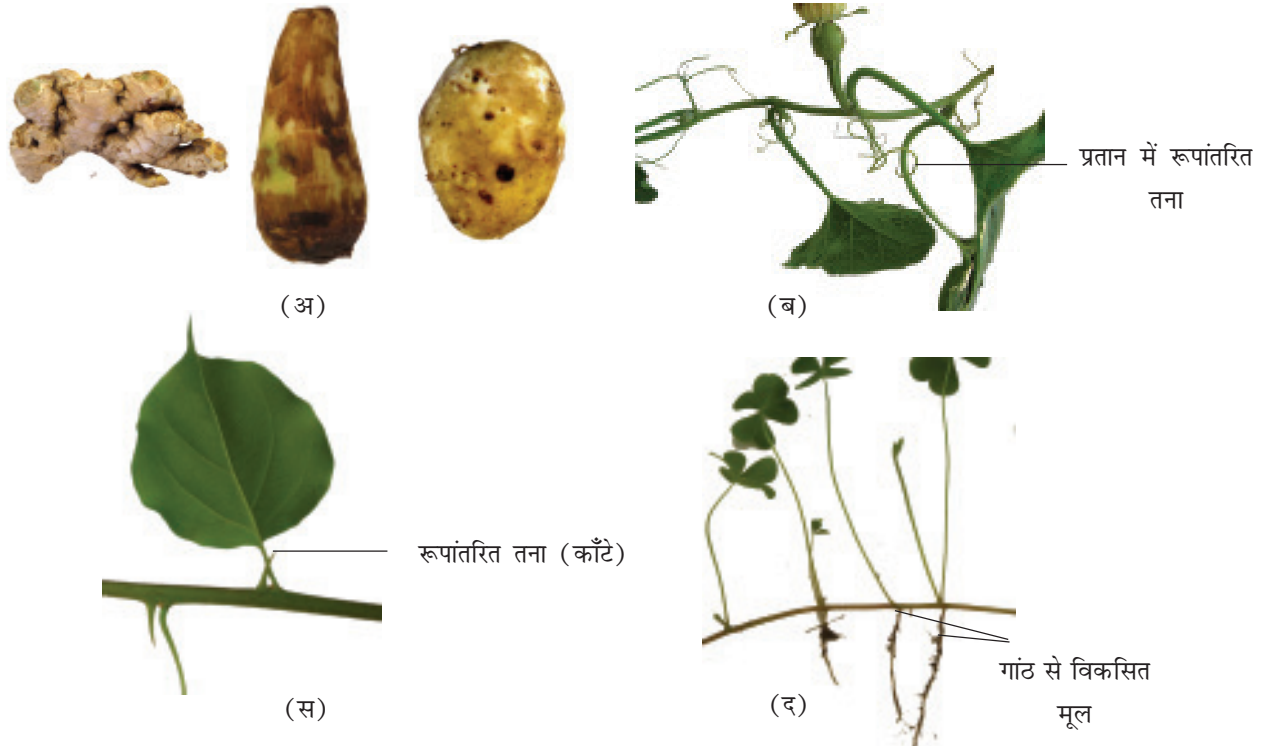 प्रतान में रूपांतरित
तना
(अ)
(ब)
रूपांतरित तना (काँटे)
गांठ से विकसित
मूल
(स)
(द)